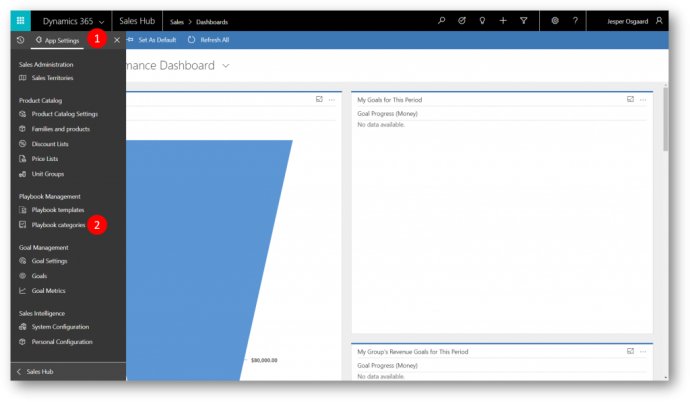 Dynamics 365 Sales Hub Sales > Dashboards Jesper Osgaard
App Settings 1 Set As Default Refresh All
mance Dashboard
Sales Administration
Sales Territories
Product Catalog
Product Catalog Settings
Families and products
Discount Lists
Price Lists
Unit Groups
Playbook Management
Playbook templates
Playbook categories 2
Goal Management
Goal Settings
Goals
Goal Metrics
Sales Intelligence
System Configuration
Personal Configuration
Sales Hub
$80,000.00
My Goals for This Period
Goal Progress (Money)
No data available.
My Group's Revenue Goals for This Period
Goal Progress (Money)
No data available.